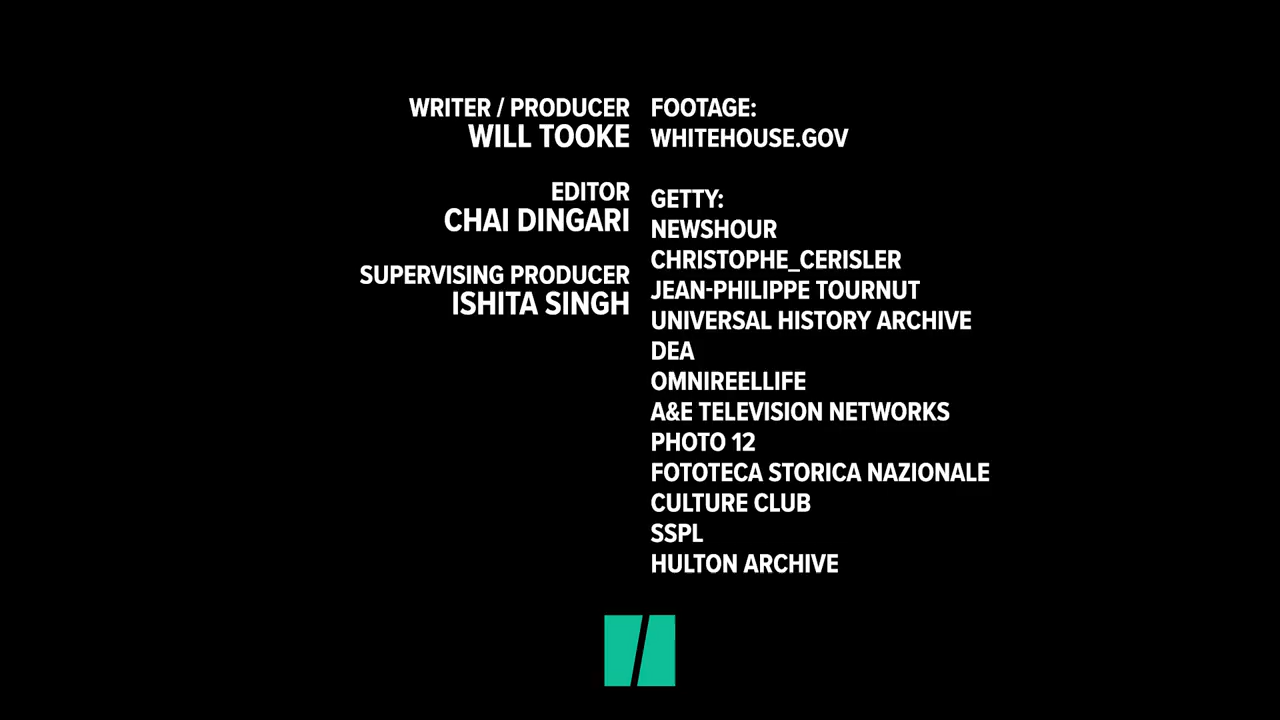 WRITER / PRODUCER
WILL TOOKE
EDITOR
CHAI DINGARI
SUPERVISING PRODUCER
ISHITA SINGH
FOOTAGE:
WHITEHOUSE.GOV
GETTY:
NEWSHOUR
CHRISTOPHE_CERISLER
JEAN-PHILIPPE TOURNUT
UNIVERSAL HISTORY ARCHIVE
DEA
OMNIREELLIFE
A&E TELEVISION NETWORKS
PHOTO 12
FOTOTECA STORICA NAZIONALE
CULTURE CLUB
SSPL
HULTON ARCHIVE